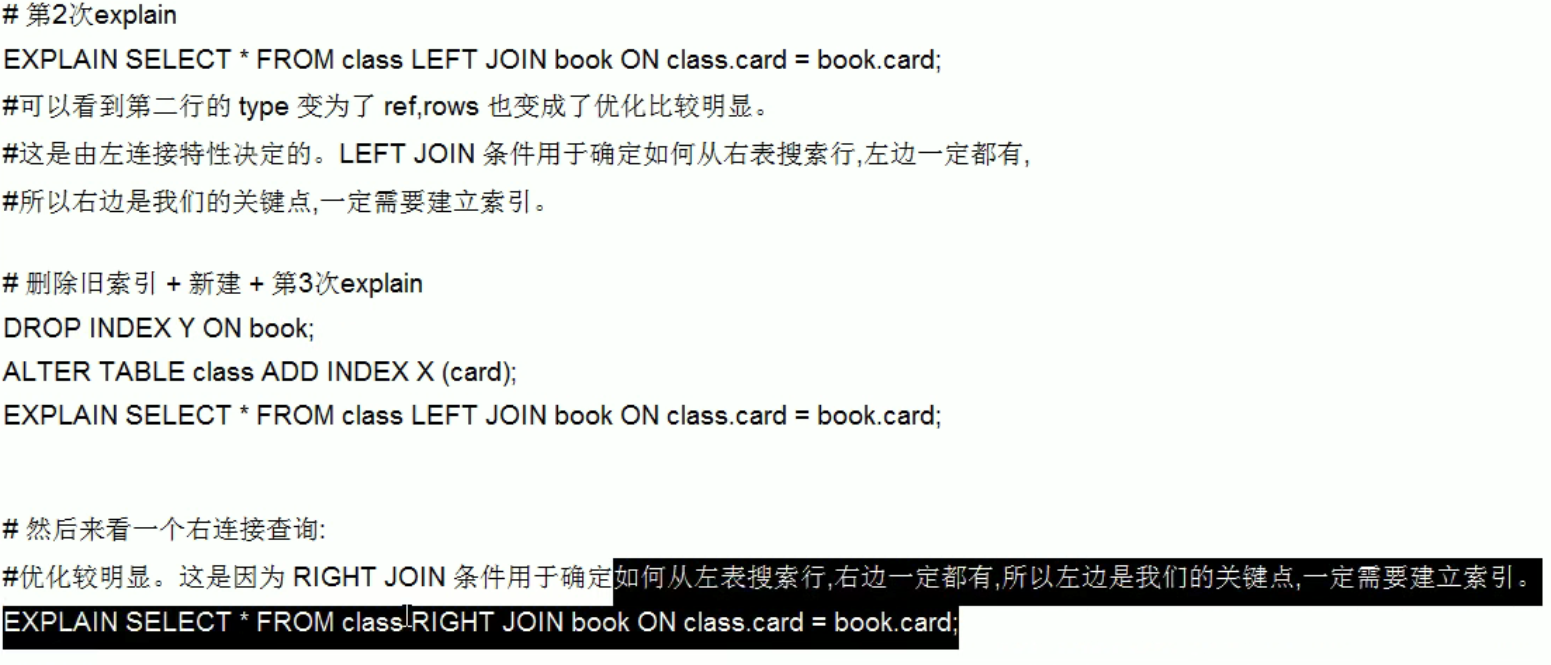 # 第2次explain
EXPLAIN SELECT * FROM class LEFT JOIN book ON class.card = book.card;
#可以看到第二行的 type 变为了 ref,rows 也变成了优化比较明显。
#这是由左连接特性决定的。LEFT JOIN 条件用于确定如何从右表搜索行,左边一定都有,
#所以右边是我们的关键点,一定需要建立索引。
# 删除旧索引 + 新建 + 第3次explain
DROP INDEX Y ON book;
ALTER TABLE class ADD INDEX X (card);
EXPLAIN SELECT * FROM class LEFT JOIN book ON class.card = book.card;
# 然后来看一个右连接查询:
#优化较明显。这是因为 RIGHT JOIN 条件用于确定如何从左表搜索行,右边一定都有,所以左边是我们的关键点,一定需要建立索引。
EXPLAIN SELECT * FROM class RIGHT JOIN book ON class.card = book.card;